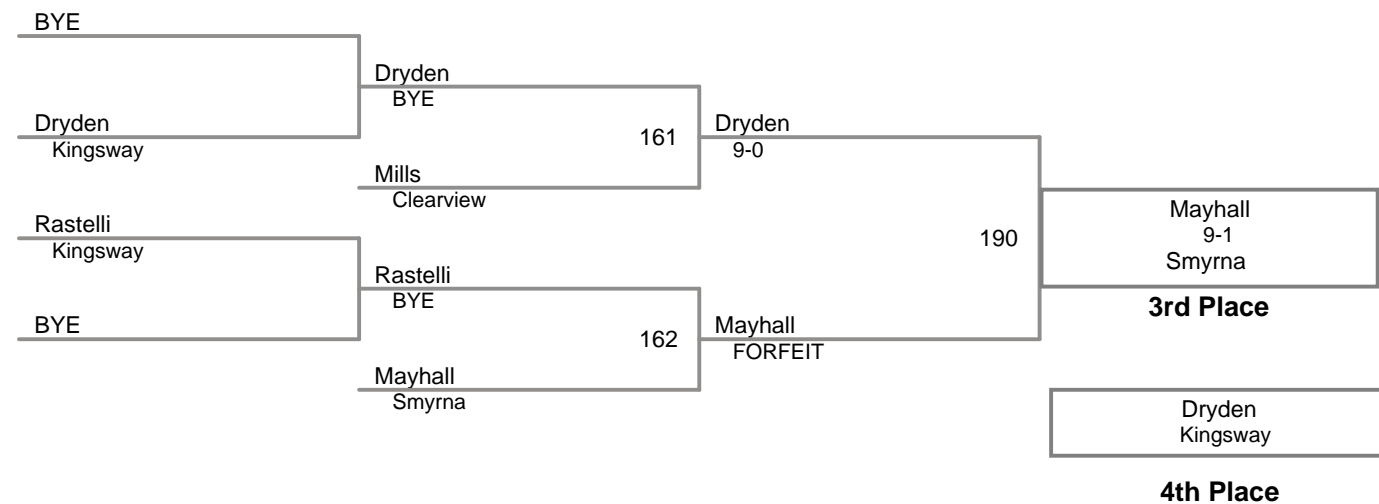 BYE
Dryden
BYE
Dryden
Kingsway
161
Dryden
9-0
Mills
Clearview
Rastelli
Kingsway
190
Mayhall
9-1
Smyrna
3rd Place
Rastelli
BYE
BYE
162
Mayhall
FORFEIT
Mayhall
Smyrna
Dryden
Kingsway
4th Place